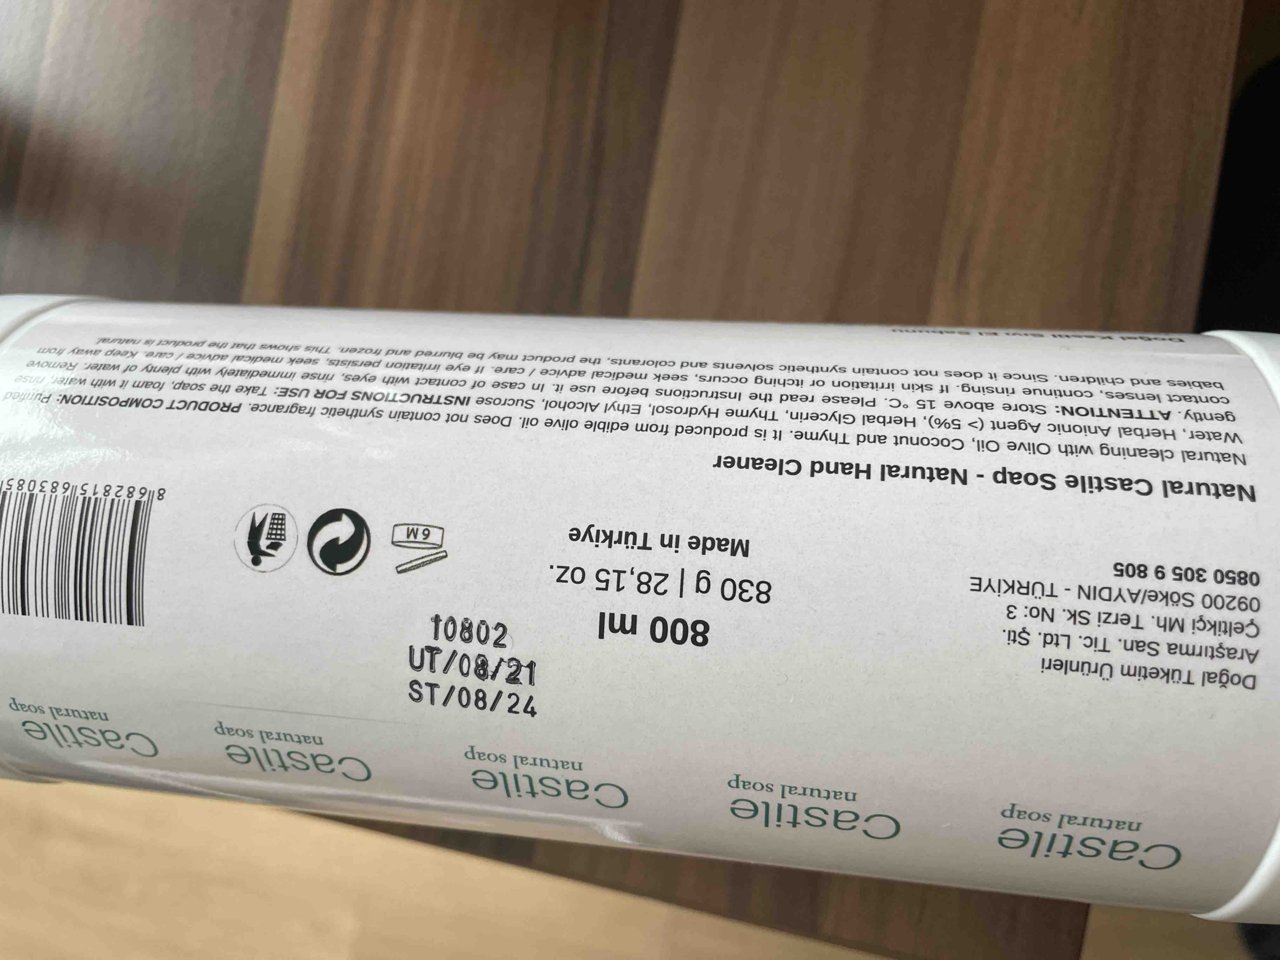 Doğal Kastil Sıvı El Sabunu
Castile
natural soap
Castile
natural soap
Castile
natural soap
Castile
natural soap
Castile
natural soap
Doğal Tüketim Ürünleri
Araştırma San. Tic. Ltd. Şti.
Çeltikçi Mh. Terzi Sk. No: 3
09200 Söke/AYDIN - TÜRKİYE
0850 305 9 805
800 ml
830 g | 28,15 oz.
Made in Türkiye
ST/08/24
UT/08/21
10802
6 M
8 682815 683085
Natural Castile Soap - Natural Hand Cleaner
Natural cleaning with Olive Oil, Coconut and Thyme. It is produced from edible olive oil. Does not contain synthetic fragrance. PRODUCT COMPOSITION: Purified
Water, Herbal Anionic Agent (> 5%), Herbal Glycerin, Thyme Hydrosol, Ethyl Alcohol, Sucrose INSTRUCTIONS FOR USE: Take the soap, foam it with water, rinse
gently. ATTENTION: Store above 15 °C. Please read the Instructions before use it. In case of contact with eyes, rinse immediately with plenty of water. Remove
contact lenses, continue rinsing. If skin irritation or itching occurs, seek medical advice / care. If eye irritation persists, seek medical advice / care. Keep away from
babies and children. Since it does not contain synthetic solvents and colorants, the product may be blurred and frozen. This shows that the product is natural.